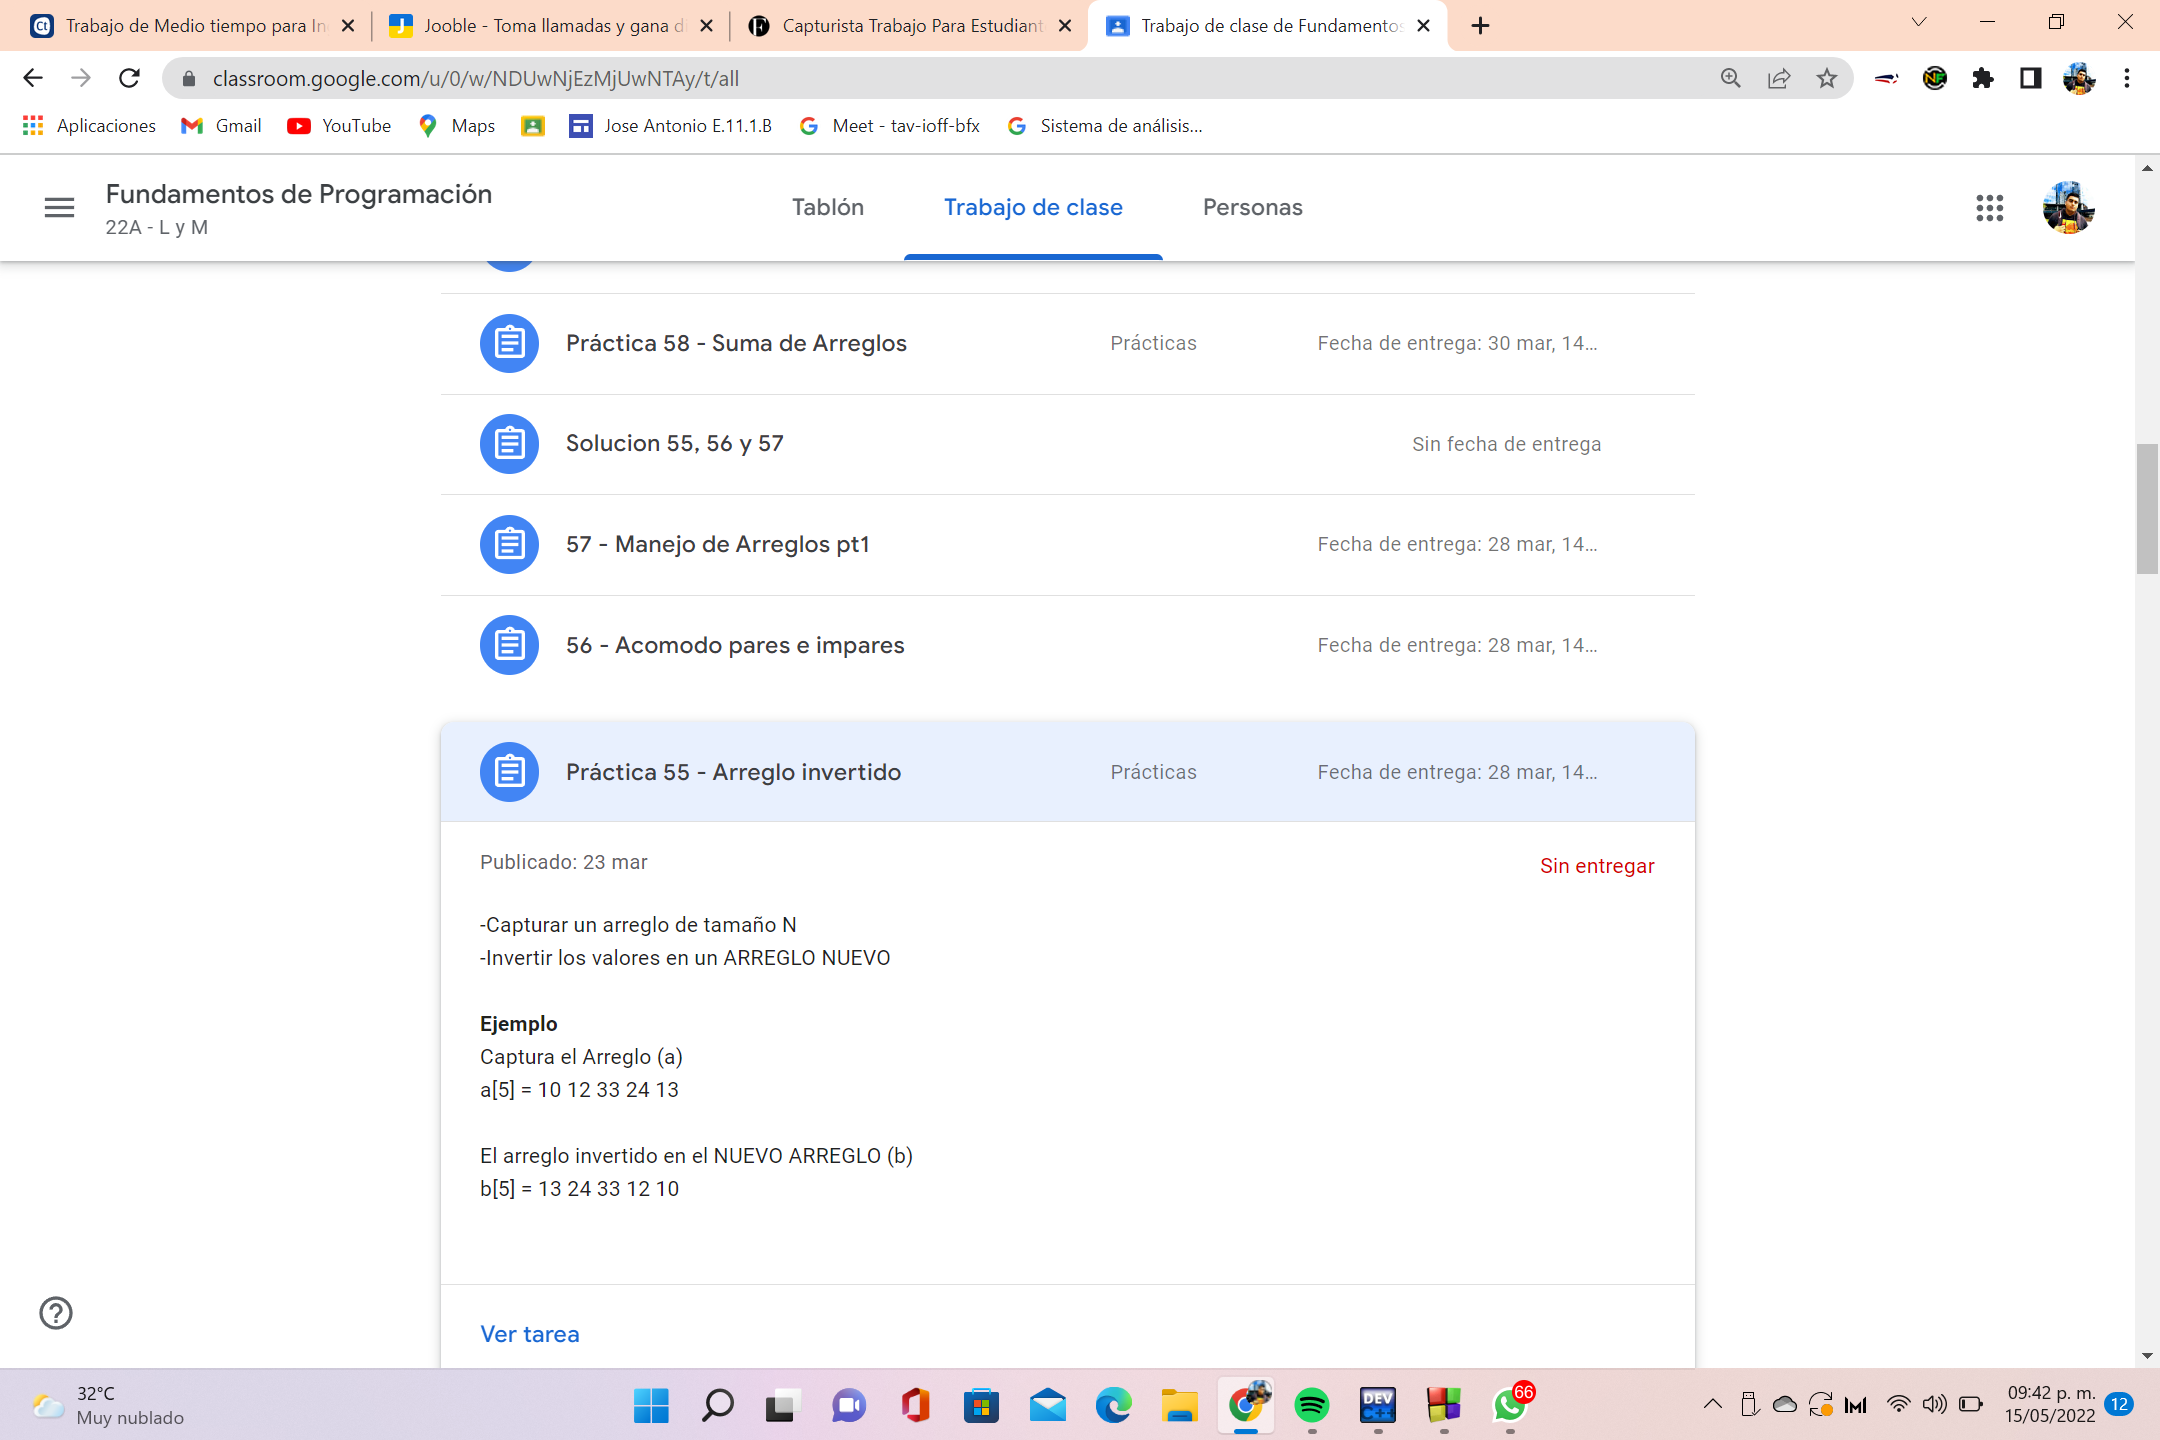 Trabajo de Medio tiempo para In
Jooble - Toma llamadas y gana di
Capturista Trabajo Para Estudiant
Trabajo de clase de Fundamentos
classroom.google.com/u/0/w/NDUwNjEzMjUwNTAy/t/all
Aplicaciones
Gmail
YouTube
Maps
Jose Antonio E.11.1.B
Meet - tav-ioff-bfx
Sistema de análisis...
Fundamentos de Programación
22A - L y M
Tablón
Trabajo de clase
Personas
Práctica 58 - Suma de Arreglos
Prácticas
Fecha de entrega: 30 mar, 14...
Solucion 55, 56 y 57
Sin fecha de entrega
57 - Manejo de Arreglos pt1
Fecha de entrega: 28 mar, 14...
56 - Acomodo pares e impares
Fecha de entrega: 28 mar, 14...
Práctica 55 - Arreglo invertido
Prácticas
Fecha de entrega: 28 mar, 14...
Publicado: 23 mar
Sin entregar
-Capturar un arreglo de tamaño N
-Invertir los valores en un ARREGLO NUEVO
Ejemplo
Captura el Arreglo (a)
a[5] = 10 12 33 24 13
El arreglo invertido en el NUEVO ARREGLO (b)
b[5] = 13 24 33 12 10
Ver tarea
32°C
Muy nublado
DEV
C++
66
09:42 p. m.
15/05/2022
12